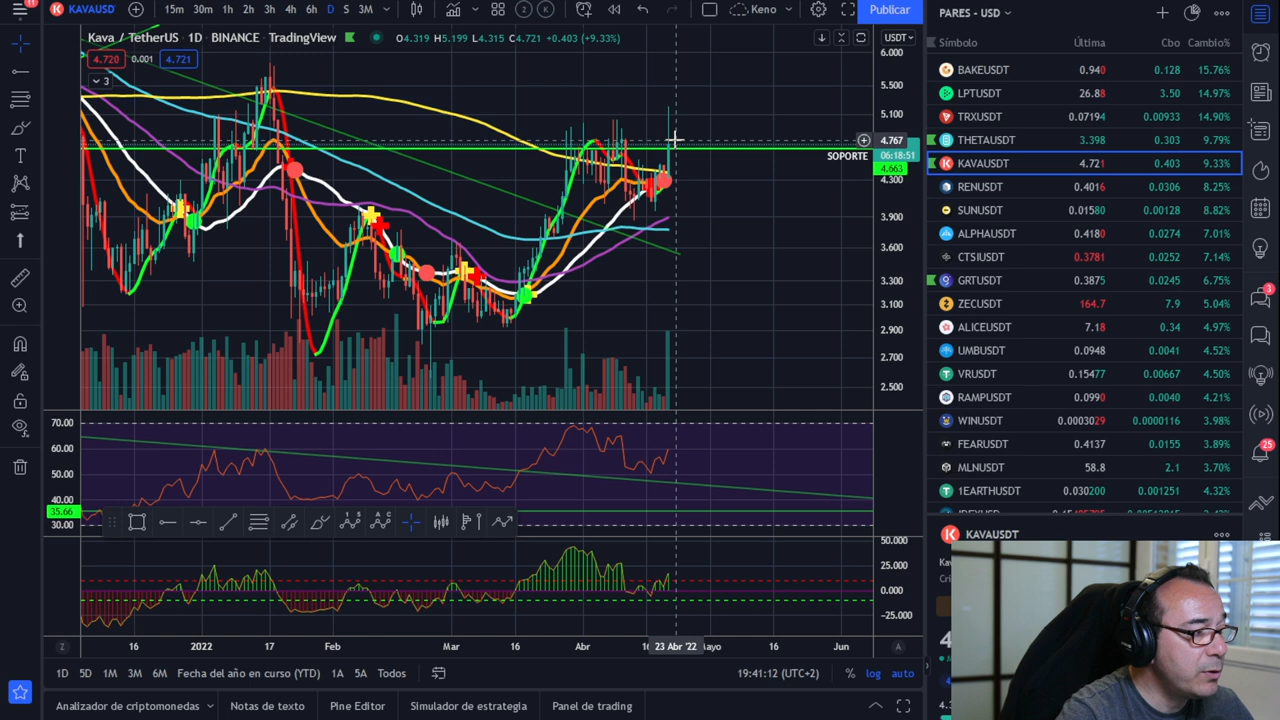 11
KAVAUSD
15m 30m 1h 2h 3h 4h 6h D S 3M
2
K
Keno
Publicar
Kava / TetherUS · 1D · BINANCE · TradingView
O4.319 H5.199 L4.315 C4.721 +0.403 (+9.33%)
USDT
4.720 0.001 4.721
3
6.000
5.500
5.100
4.767
SOPORTE
06:18:51
4.663
4.300
3.900
3.600
3.300
3.100
2.900
2.700
2.500
70.00
60.00
50.00
40.00
35.66
30.00
50.000
25.000
0.000
−25.000
Z
16 2022 17 Feb Mar 16 Abr 23 Abr '22 16 Jun
A
1D 5D 1M 3M 6M Fecha del año en curso (YTD) 1A 5A Todos
19:41:12 (UTC+2)
% log auto
Analizador de criptomonedas Notas de texto Pine Editor Simulador de estrategia Panel de trading
PARES - USD
Símbolo Última Cbo Cambio%
BAKEUSDT 0.940 0.128 15.76%
LPTUSDT 26.88 3.50 14.97%
TRXUSDT 0.07194 0.00933 14.90%
THETAUSDT 3.398 0.303 9.79%
KAVAUSDT 4.721 0.403 9.33%
RENUSDT 0.4016 0.0306 8.25%
SUNUSDT 0.01580 0.00128 8.82%
ALPHAUSDT 0.4180 0.0274 7.01%
CTSIUSDT 0.3781 0.0252 7.14%
GRTUSDT 0.3875 0.0245 6.75%
ZECUSDT 164.7 7.9 5.04%
ALICEUSDT 7.18 0.34 4.97%
UMBUSDT 0.0948 0.0041 4.52%
VRUSDT 0.15477 0.00667 4.50%
RAMPUSDT 0.0990 0.0040 4.21%
WINUSDT 0.00003029 0.0000116 3.98%
FEARUSDT 0.4137 0.0155 3.89%
MLNUSDT 58.8 2.1 3.70%
1EARTHUSDT 0.030200 0.001251 4.32%
KAVAUSDT
3
25